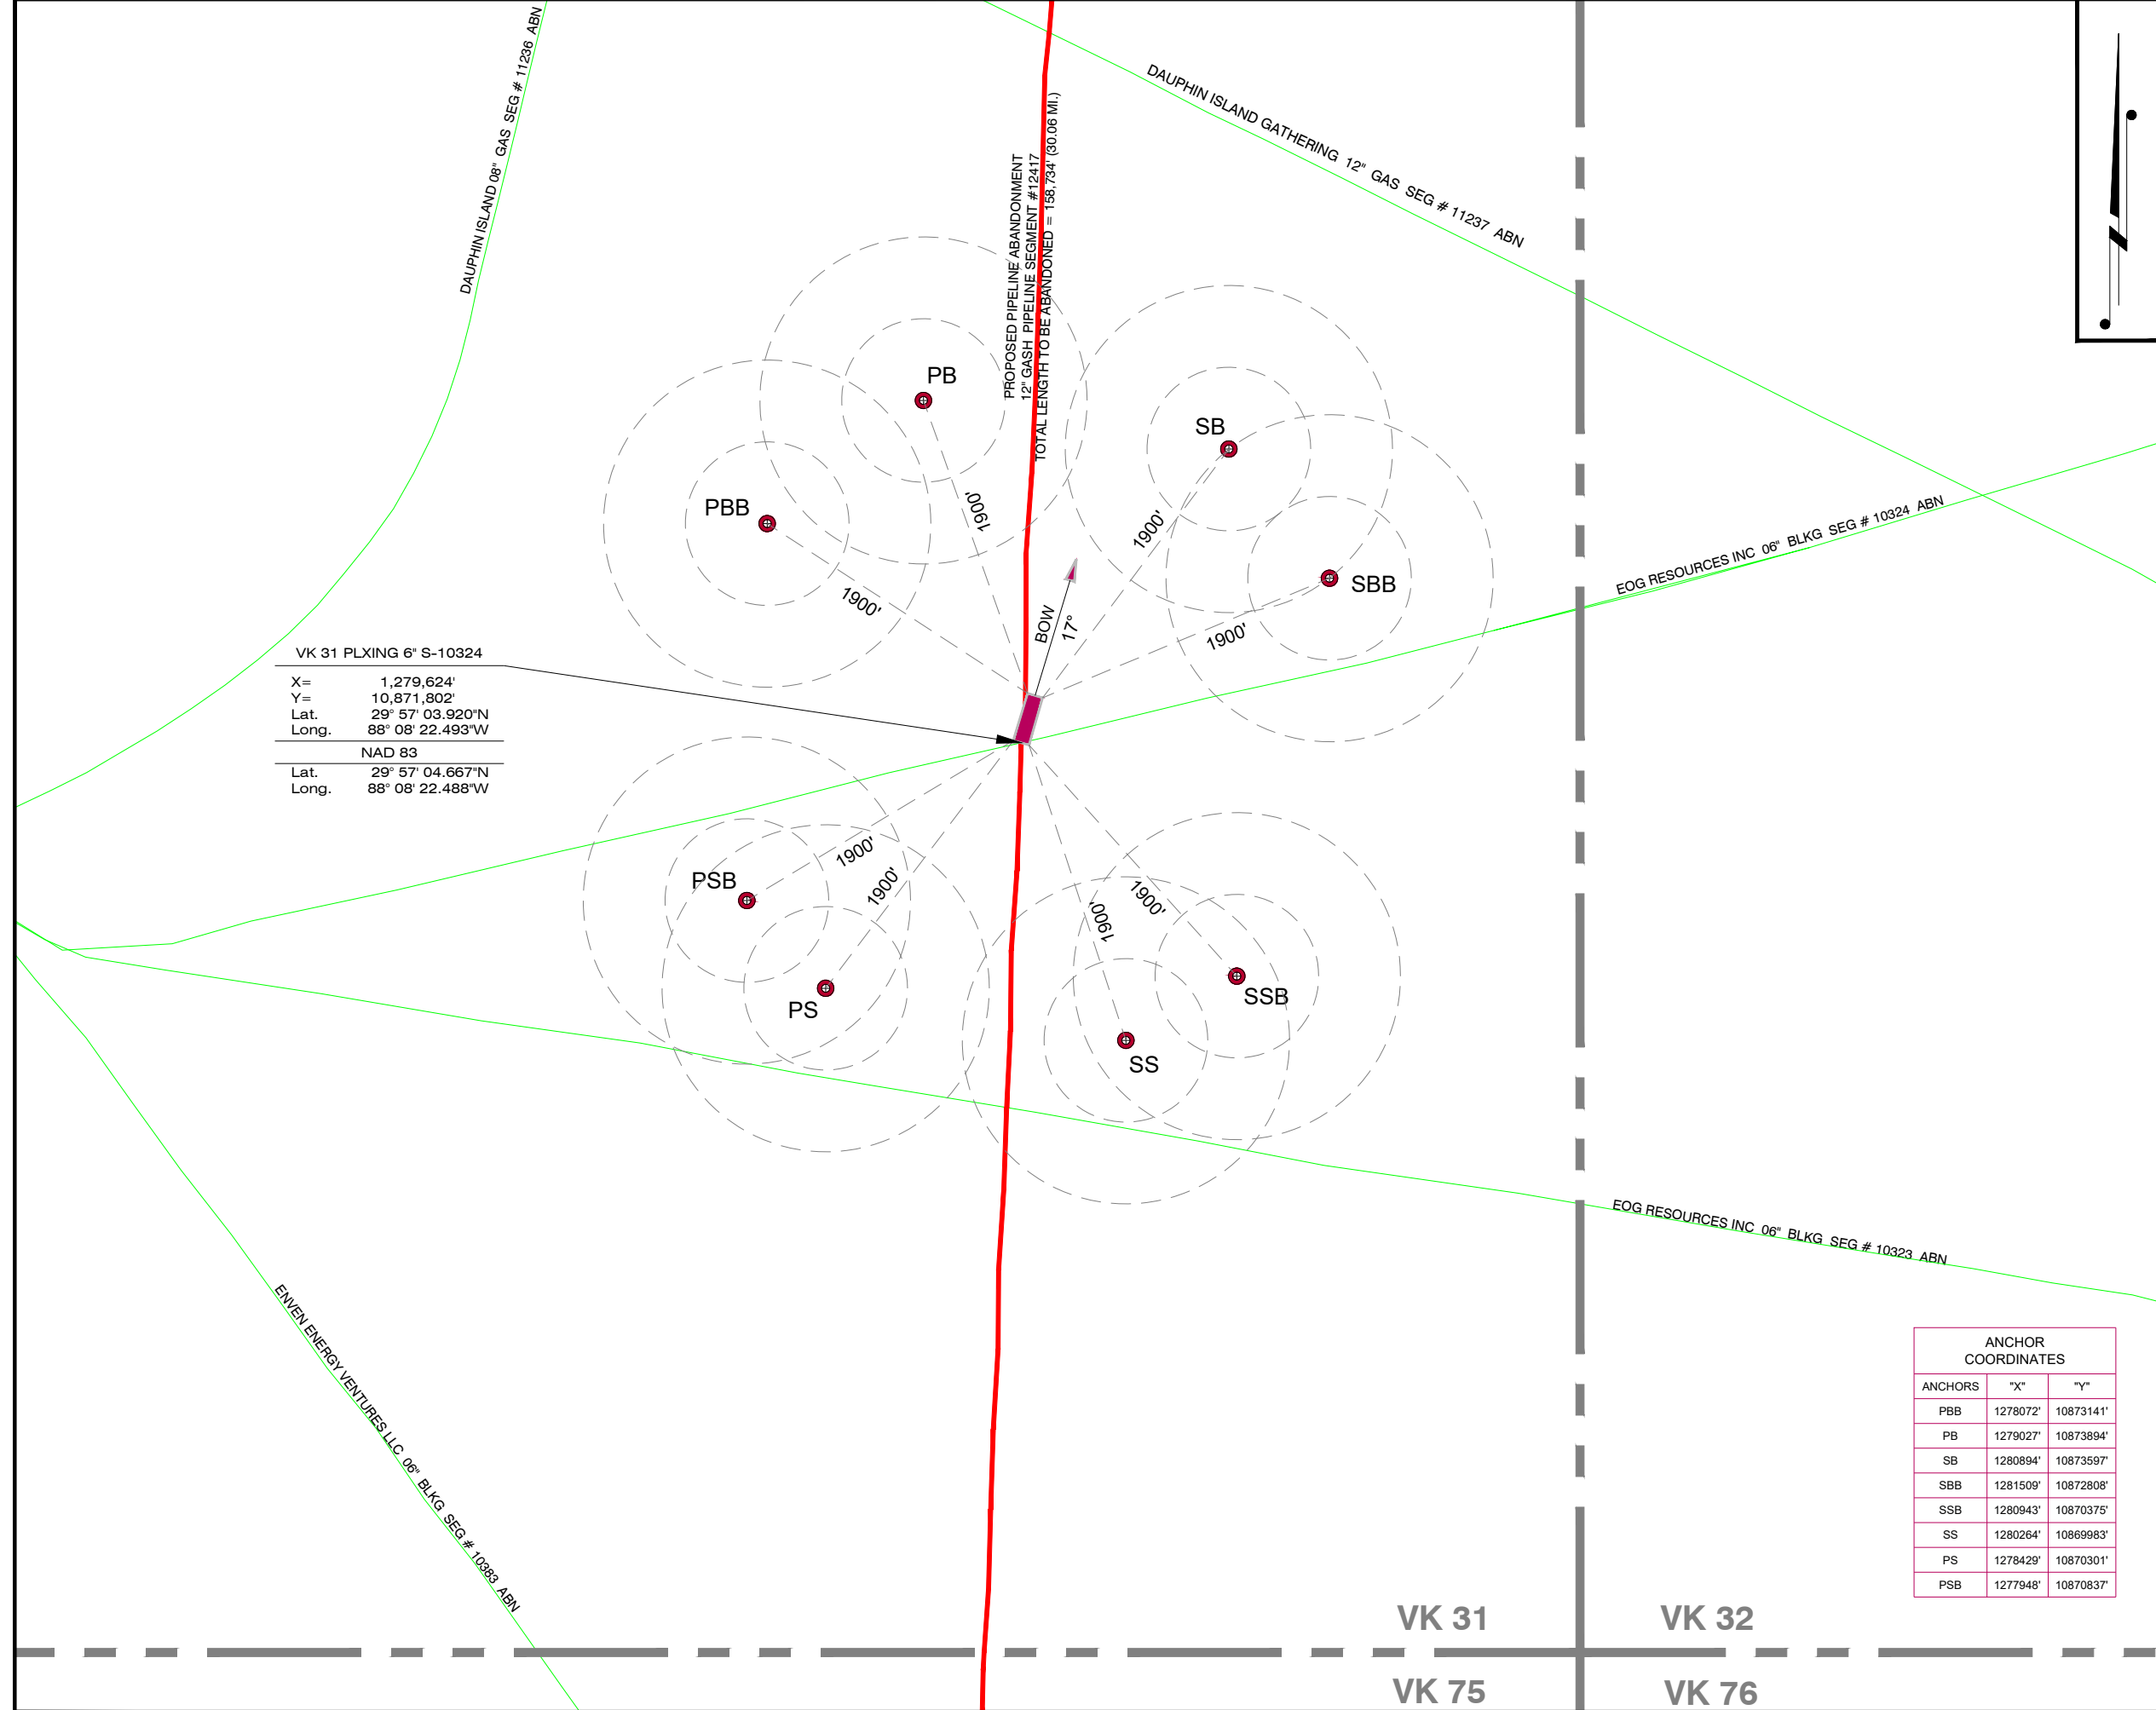 DAUPHIN ISLAND 08" GAS SEG # 11236 ABN
DAUPHIN ISLAND GATHERING 12" GAS SEG # 11237 ABN
PROPOSED PIPELINE ABANDONMENT
12" GASH PIPELINE SEGMENT #12417
TOTAL LENGTH TO BE ABANDONED = 158,734' (30.06 MI.)
PB
SB
PBB
SBB
1900'
1900'
1900'
1900'
BOW
17°
EOG RESOURCES INC 06" BLKG SEG # 10324 ABN
VK 31 PLXING 6" S-10324
X= 1,279,624'
Y= 10,871,802'
Lat. 29° 57' 03.920"N
Long. 88° 08' 22.493"W
NAD 83
Lat. 29° 57' 04.667"N
Long. 88° 08' 22.488"W
PSB
1900'
1900'
1900'
1900'
PS
SSB
SS
EOG RESOURCES INC 06" BLKG SEG # 10323 ABN
ENVEN ENERGY VENTURES LLC 06" BLKG SEG # 10383 ABN
ANCHOR
COORDINATES
ANCHORS "X" "Y"
PBB 1278072' 10873141'
PB 1279027' 10873894'
SB 1280894' 10873597'
SBB 1281509' 10872808'
SSB 1280943' 10870375'
SS 1280264' 10869983'
PS 1278429' 10870301'
PSB 1277948' 10870837'
VK 31 VK 32
VK 75 VK 76